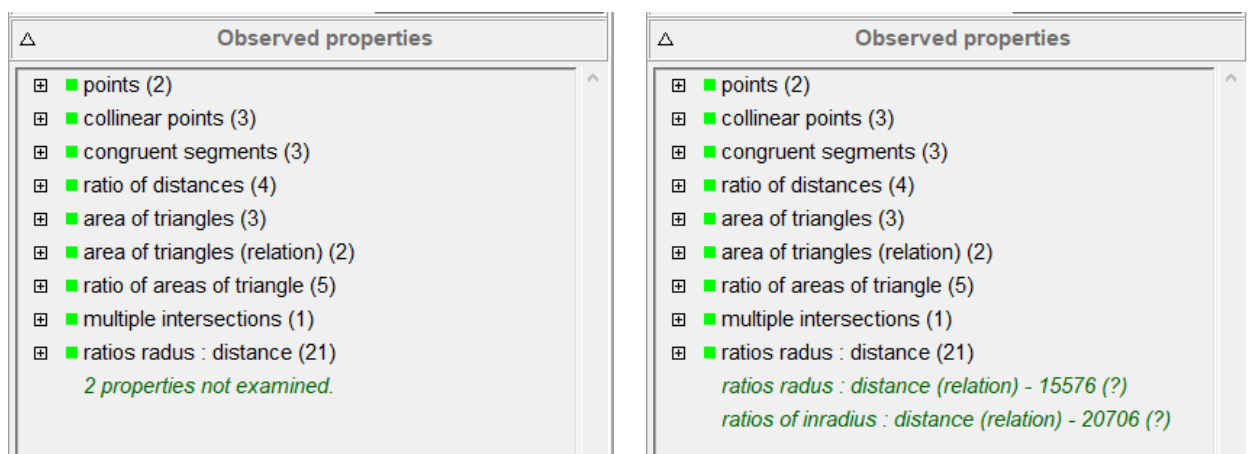 Observed properties
points (2)
collinear points (3)
congruent segments (3)
ratio of distances (4)
area of triangles (3)
area of triangles (relation) (2)
ratio of areas of triangle (5)
multiple intersections (1)
ratios radus : distance (21)
2 properties not examined.
Observed properties
points (2)
collinear points (3)
congruent segments (3)
ratio of distances (4)
area of triangles (3)
area of triangles (relation) (2)
ratio of areas of triangle (5)
multiple intersections (1)
ratios radus : distance (21)
ratios radus : distance (relation) - 15576 (?)
ratios of inradius : distance (relation) - 20706 (?)